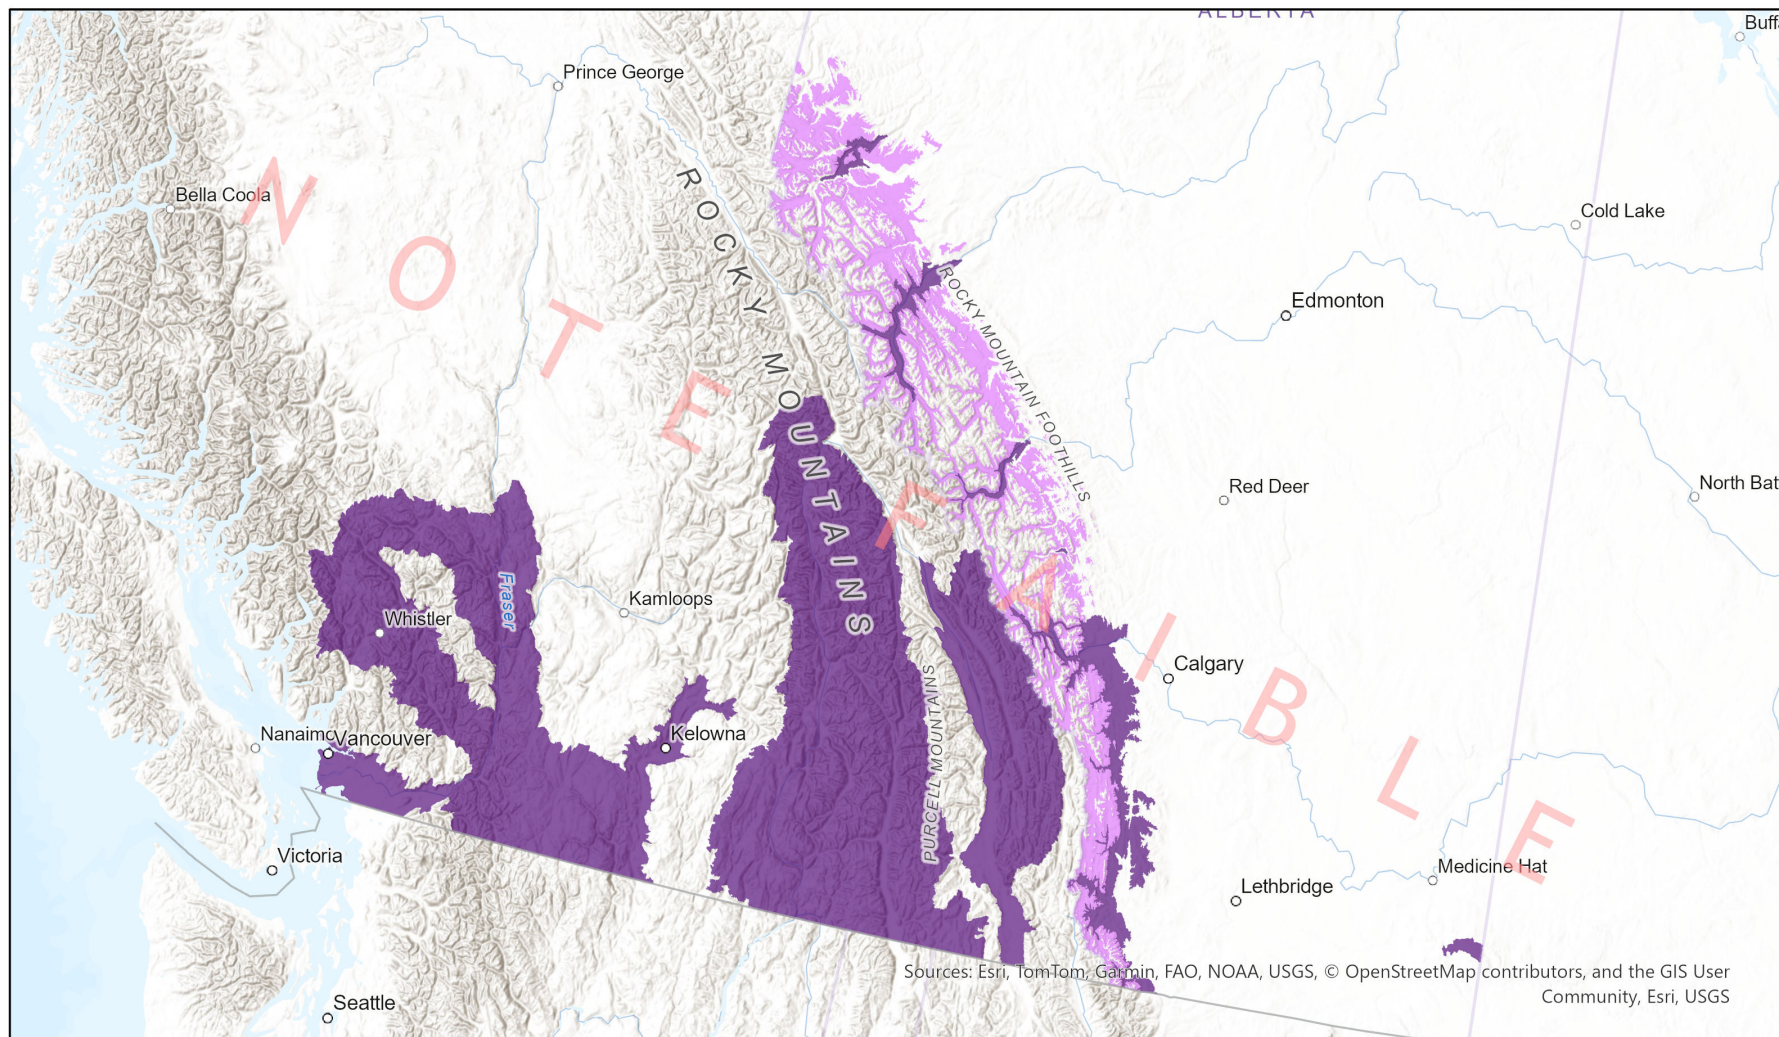 ALBERTA
Buff
Prince George
Bella Coola
Cold Lake
ROCKY MOUNTAINS
ROCKY MOUNTAIN FOOTHILLS
Edmonton
Red Deer
North Bat
Fraser
Kamloops
Whistler
Calgary
PURCELL MOUNTAINS
Nanaimo
Vancouver
Kelowna
Victoria
Medicine Hat
Lethbridge
Seattle
NOTE FAIBLE
Sources: Esri, TomTom, Garmin, FAO, NOAA, USGS, © OpenStreetMap contributors, and the GIS User
Community, Esri, USGS